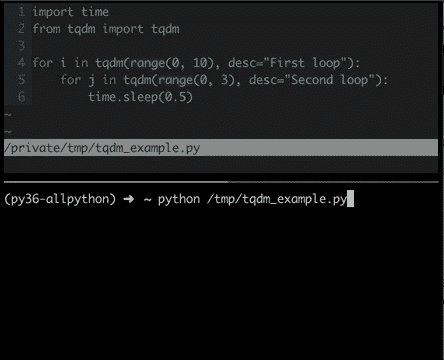 1 import time
2 from tqdm import tqdm
3
4 for i in tqdm(range(0, 10), desc="First loop"):
5     for j in tqdm(range(0, 3), desc="Second loop"):
6         time.sleep(0.5)
~
~
/private/tmp/tqdm_example.py
(py36-allpython) ➜ ~ python /tmp/tqdm_example.py